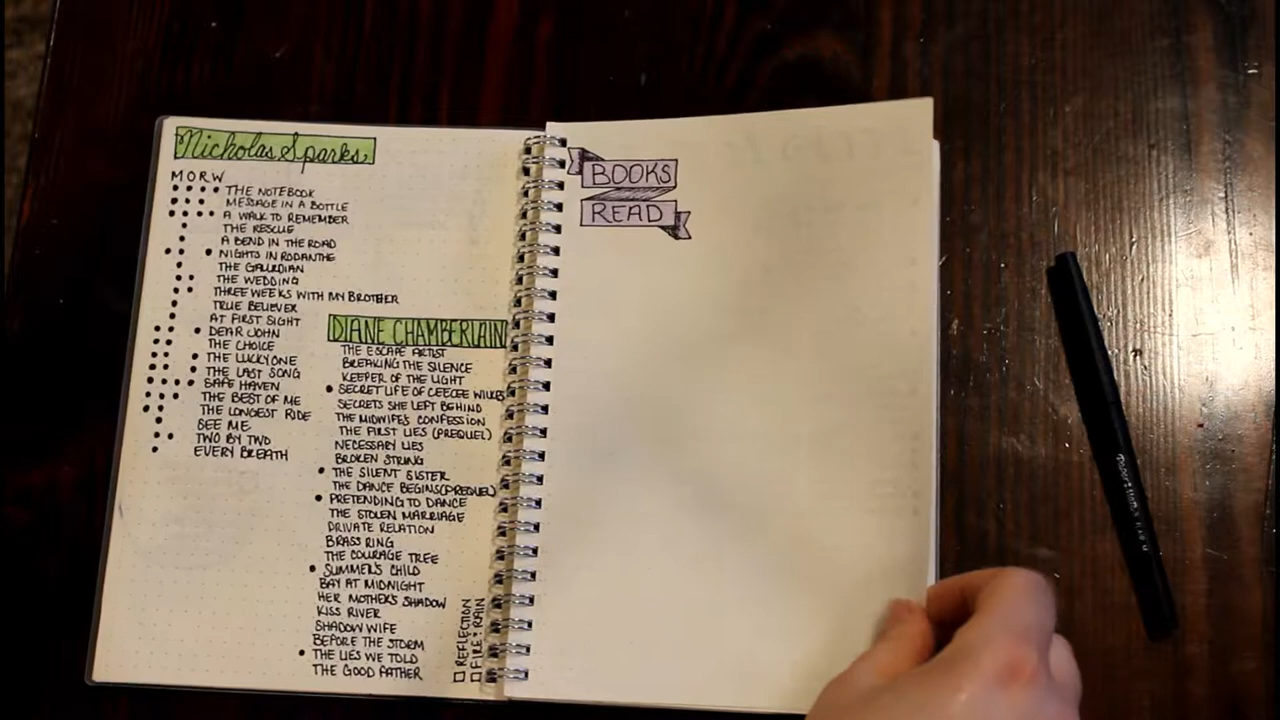 Nicholas Sparks
M O R W
THE NOTEBOOK
MESSAGE IN A BOTTLE
A WALK TO REMEMBER
THE RESCUE
A BEND IN THE ROAD
NIGHTS IN RODANTHE
THE GAURDIAN
THE WEDDING
THREE WEEKS WITH MY BROTHER
TRUE BELIEVER
AT FIRST SIGHT
DEAR JOHN
THE CHOICE
THE LUCKY ONE
THE LAST SONG
SAFE HAVEN
THE BEST OF ME
THE LONGEST RIDE
SEE ME
TWO BY TWO
EVERY BREATH
DIANE CHAMBERLAIN
THE ESCAPE ARTIST
BREAKING THE SILENCE
KEEPER OF THE LIGHT
SECRET LIFE OF CEECEE WILKES
SECRETS SHE LEFT BEHIND
THE MIDWIFE'S CONFESSION
THE FIRST LIES (PREQUEL)
NECESSARY LIES
BROKEN STRING
THE SILENT SISTER
THE DANCE BEGINS (PREQUEL)
PRETENDING TO DANCE
THE STOLEN MARRIAGE
PRIVATE RELATION
BRASS RING
THE COURAGE TREE
SUMMER'S CHILD
BAY AT MIDNIGHT
HER MOTHER'S SHADOW
KISS RIVER
SHADOW WIFE
BEFORE THE STORM
THE LIES WE TOLD
THE GOOD FATHER
REFLECTION
FIRE & RAIN
BOOKS
READ